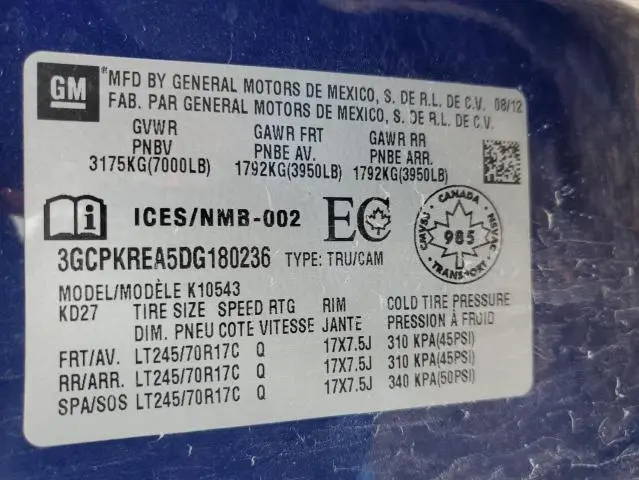 GM
*MFD BY GENERAL MOTORS DE MEXICO, S. DE R.L. DE C.V. 08/12
FAB. PAR GENERAL MOTORS DE MEXICO, S. DE R.L. DE C.V.
GVWR GAWR FRT GAWR RR
PNBV PNBE AV. PNBE ARR.
3175KG(7000LB) 1792KG(3950LB) 1792KG(3950LB)
i ICES/NMB-002 EC CANADA CMVSJ NSVAC 985 TRANSPORT
3GCPKREA5DG180236 TYPE: TRU/CAM
MODEL/MODÈLE K10543
KD27 TIRE SIZE SPEED RTG RIM COLD TIRE PRESSURE
DIM. PNEU COTE VITESSE JANTE PRESSION À FROID
FRT/AV. LT245/70R17C Q 17X7.5J 310 KPA(45PSI)
RR/ARR. LT245/70R17C Q 17X7.5J 310 KPA(45PSI)
SPA/SOS LT245/70R17C Q 17X7.5J 340 KPA(50PSI)